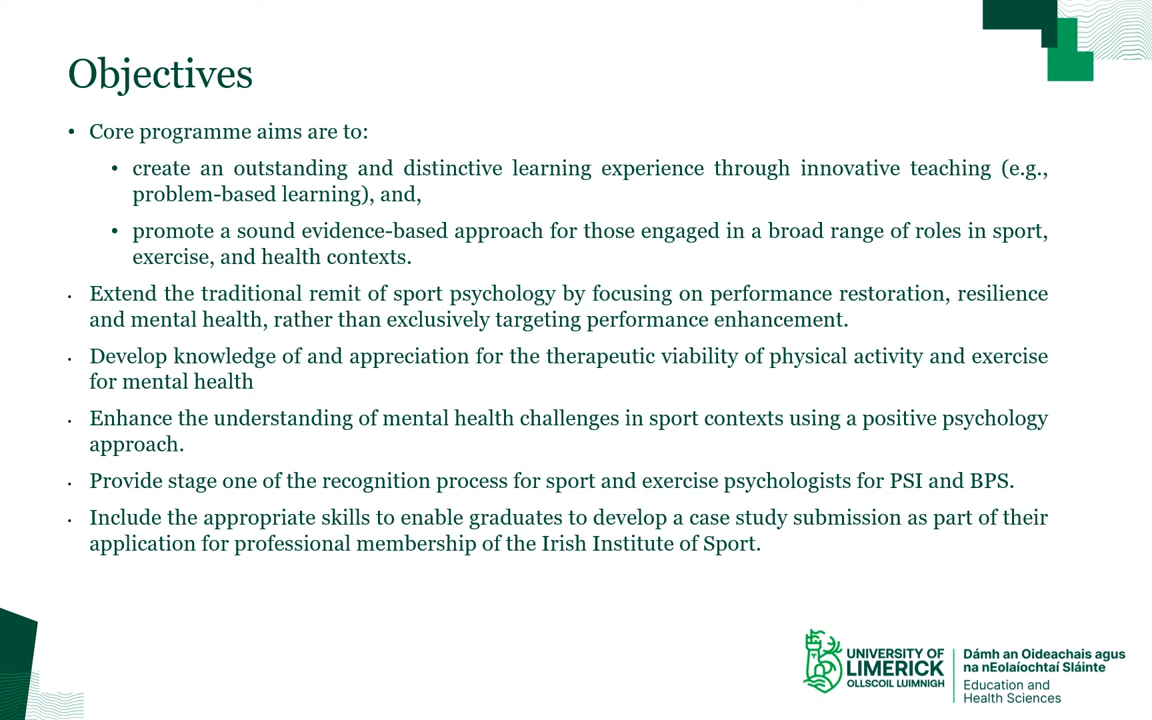 Objectives
• Core programme aims are to:
• create an outstanding and distinctive learning experience through innovative teaching (e.g.,
problem-based learning), and,
• promote a sound evidence-based approach for those engaged in a broad range of roles in sport,
exercise, and health contexts.
• Extend the traditional remit of sport psychology by focusing on performance restoration, resilience
and mental health, rather than exclusively targeting performance enhancement.
• Develop knowledge of and appreciation for the therapeutic viability of physical activity and exercise
for mental health
• Enhance the understanding of mental health challenges in sport contexts using a positive psychology
approach.
• Provide stage one of the recognition process for sport and exercise psychologists for PSI and BPS.
• Include the appropriate skills to enable graduates to develop a case study submission as part of their
application for professional membership of the Irish Institute of Sport.
UNIVERSITY OF
LIMERICK
OLLSCOIL LUIMNIGH
Dámh an Oideachais agus
na nEolaíochtaí Sláinte
Education and
Health Sciences